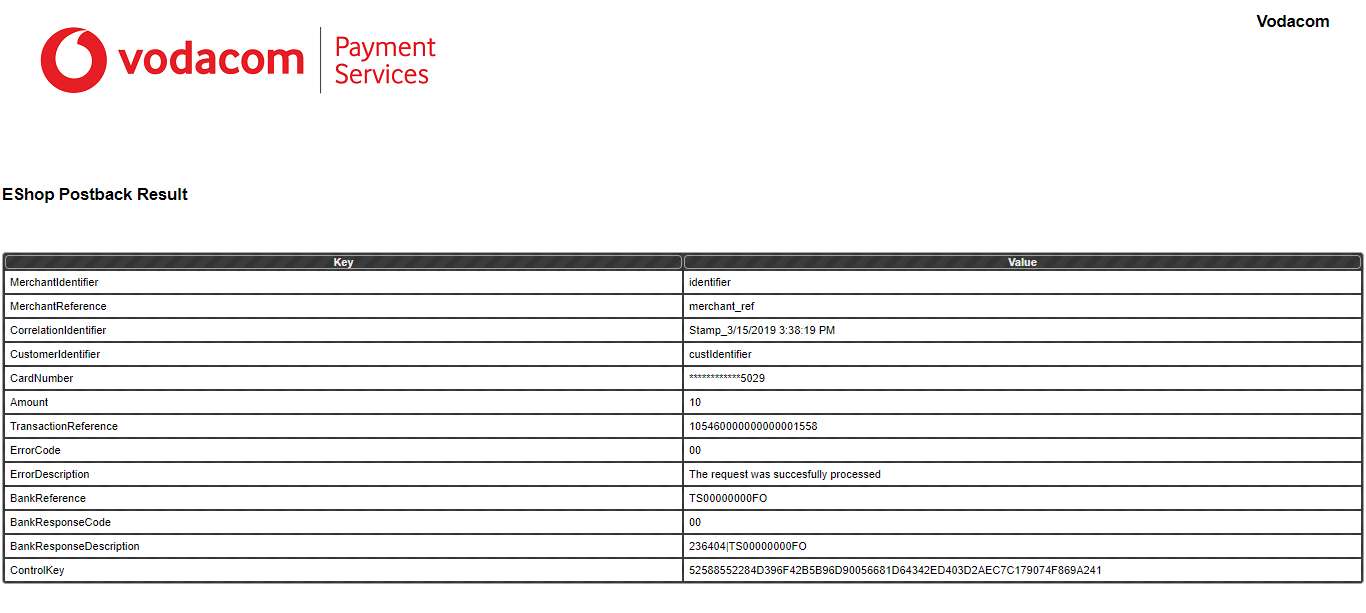 Vodacom
vodacom
Payment
Services
EShop Postback Result
Key Value
MerchantIdentifier identifier
MerchantReference merchant_ref
CorrelationIdentifier Stamp_3/15/2019 3:38:19 PM
CustomerIdentifier custIdentifier
CardNumber ************5029
Amount 10
TransactionReference 105460000000000001558
ErrorCode 00
ErrorDescription The request was succesfully processed
BankReference TS00000000FO
BankResponseCode 00
BankResponseDescription 236404|TS00000000FO
ControlKey 52588552284D396F42B5B96D90056681D64342ED403D2AEC7C179074F869A241